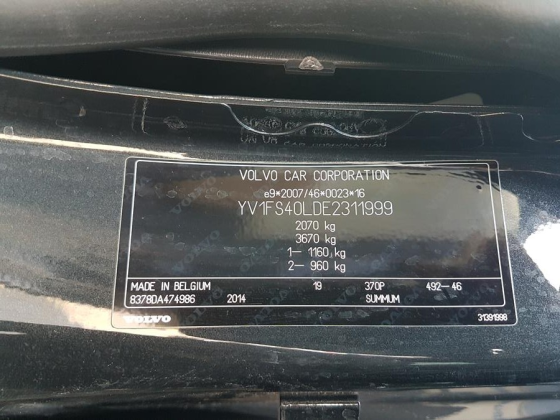 VOLVO CAR CORPORATION
e9*2007/46*0023*16
YV1FS40LDE2311999
2070 kg
3670 kg
1- 1160 kg
2- 960 kg
MADE IN BELGIUM 19 370P 492-46
8378DA474986 2014 SUMMUM
VOLVO 31391998